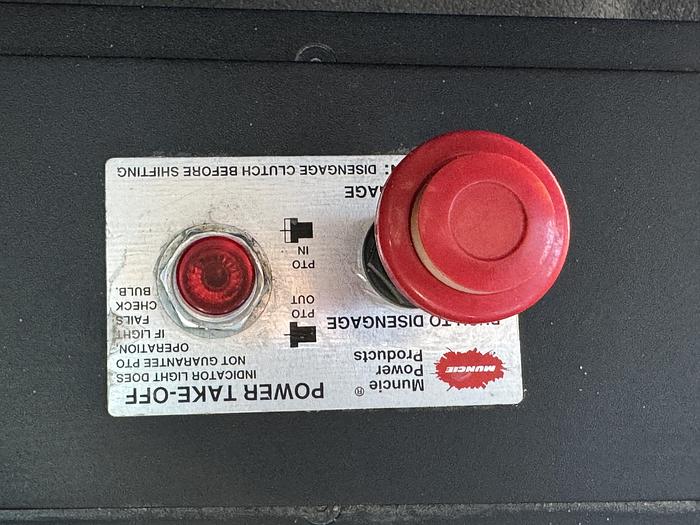 MUNCIE
Muncie®
Power
Products
POWER TAKE-OFF
INDICATOR LIGHT DOES
NOT GUARANTEE PTO
OPERATION.
IF LIGHT
FAILS
CHECK
BULB.
TO DISENGAGE
PTO
OUT
PTO
IN
DISENGAGE CLUTCH BEFORE SHIFTING